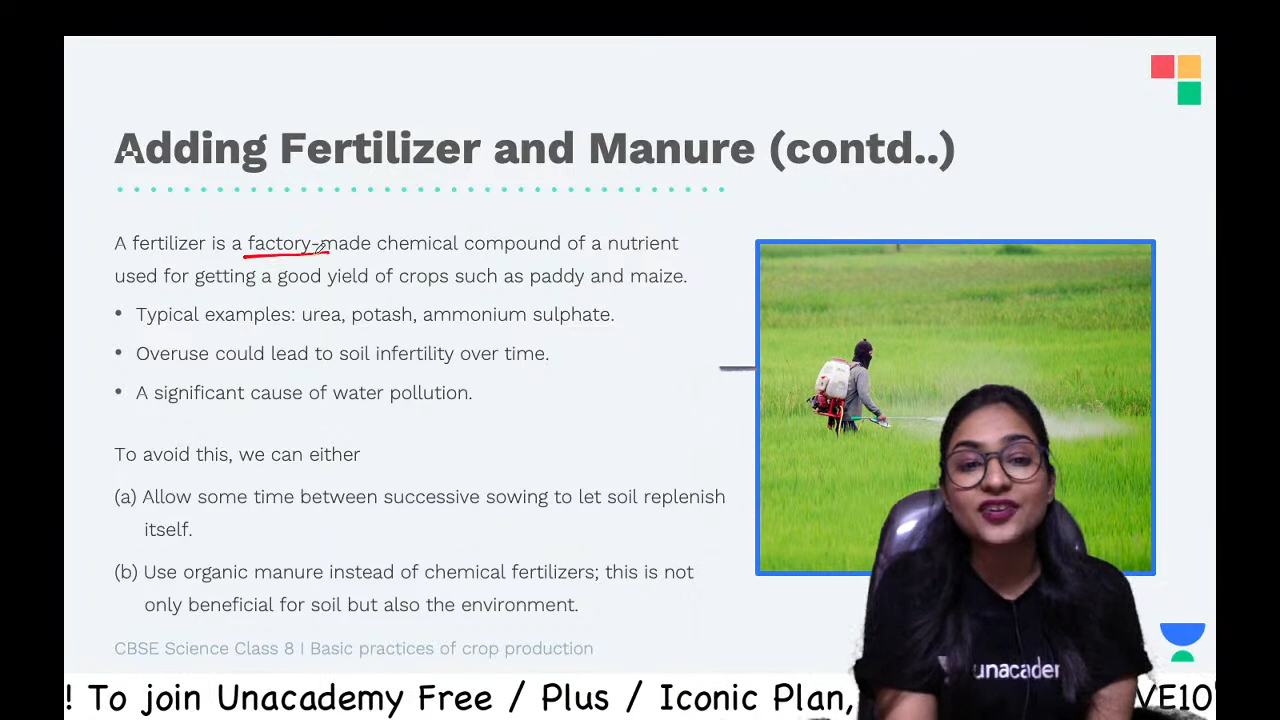 Adding Fertilizer and Manure (contd..)
A fertilizer is a factory-made chemical compound of a nutrient
used for getting a good yield of crops such as paddy and maize.
• Typical examples: urea, potash, ammonium sulphate.
• Overuse could lead to soil infertility over time.
• A significant cause of water pollution.
To avoid this, we can either
(a) Allow some time between successive sowing to let soil replenish
itself.
(b) Use organic manure instead of chemical fertilizers; this is not
only beneficial for soil but also the environment.
CBSE Science Class 8 I Basic practices of crop production
unacadem
! To join Unacademy Free / Plus / Iconic Plan, VE10'